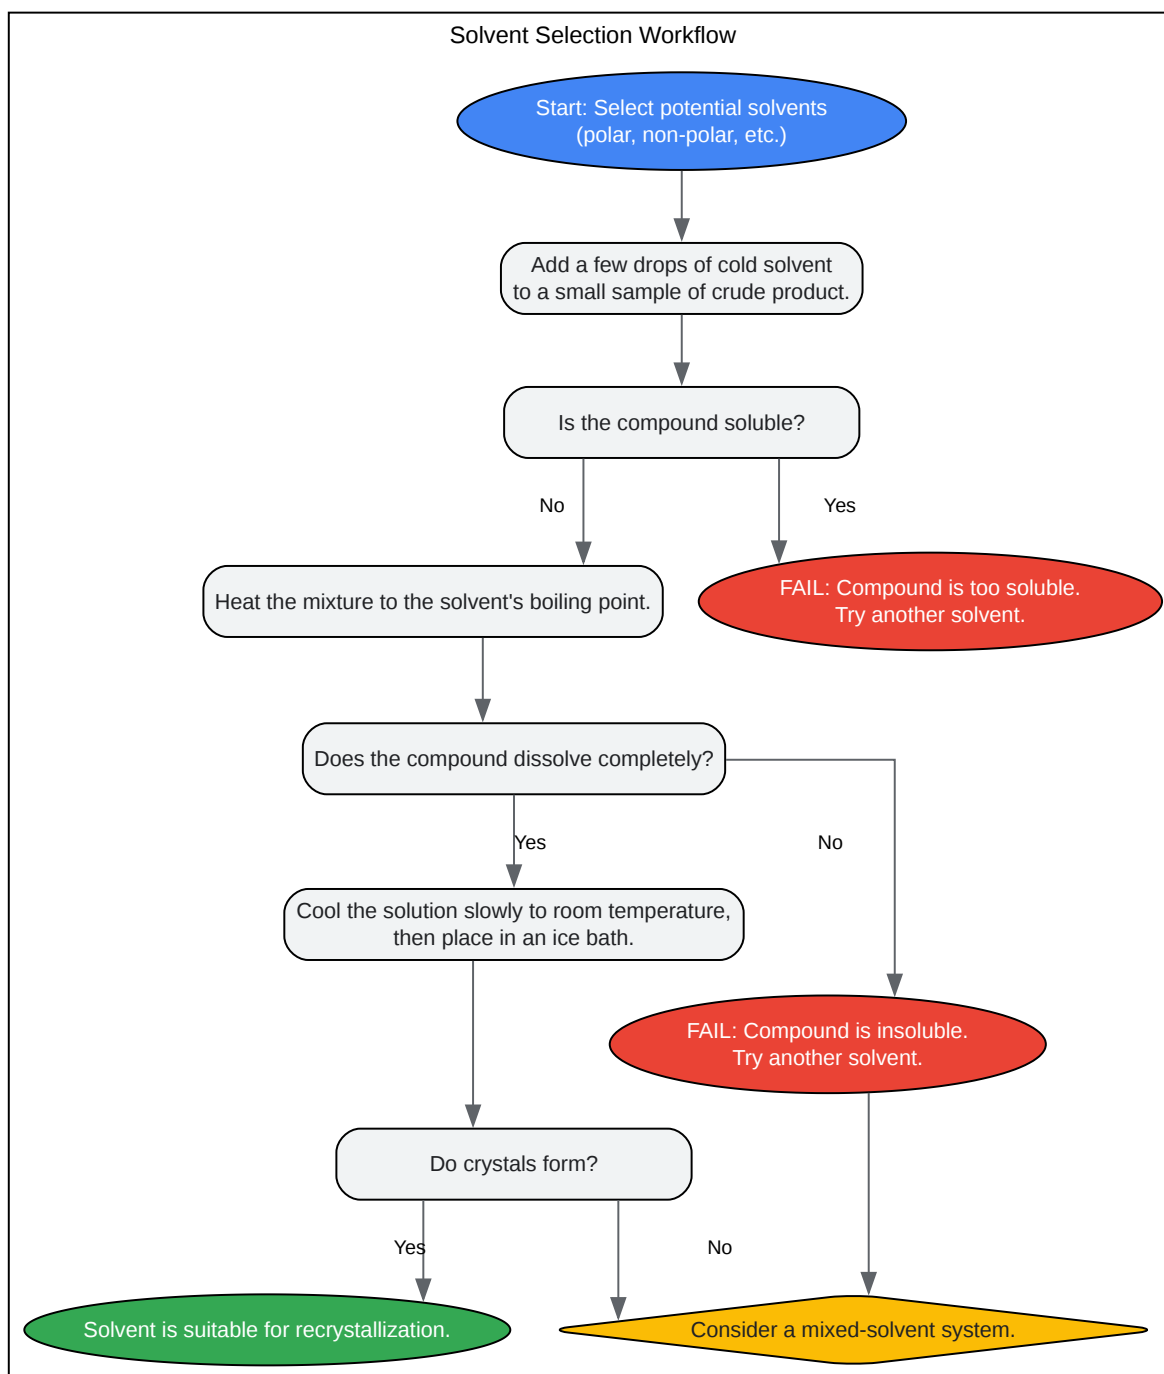 Solvent Selection Workflow
Start: Select potential solvents
(polar, non-polar, etc.)
Add a few drops of cold solvent
to a small sample of crude product.
Is the compound soluble?
No
Yes
Heat the mixture to the solvent's boiling point.
FAIL: Compound is too soluble.
Try another solvent.
Does the compound dissolve completely?
Yes
No
Cool the solution slowly to room temperature,
then place in an ice bath.
FAIL: Compound is insoluble.
Try another solvent.
Do crystals form?
Yes
No
Solvent is suitable for recrystallization.
Consider a mixed-solvent system.